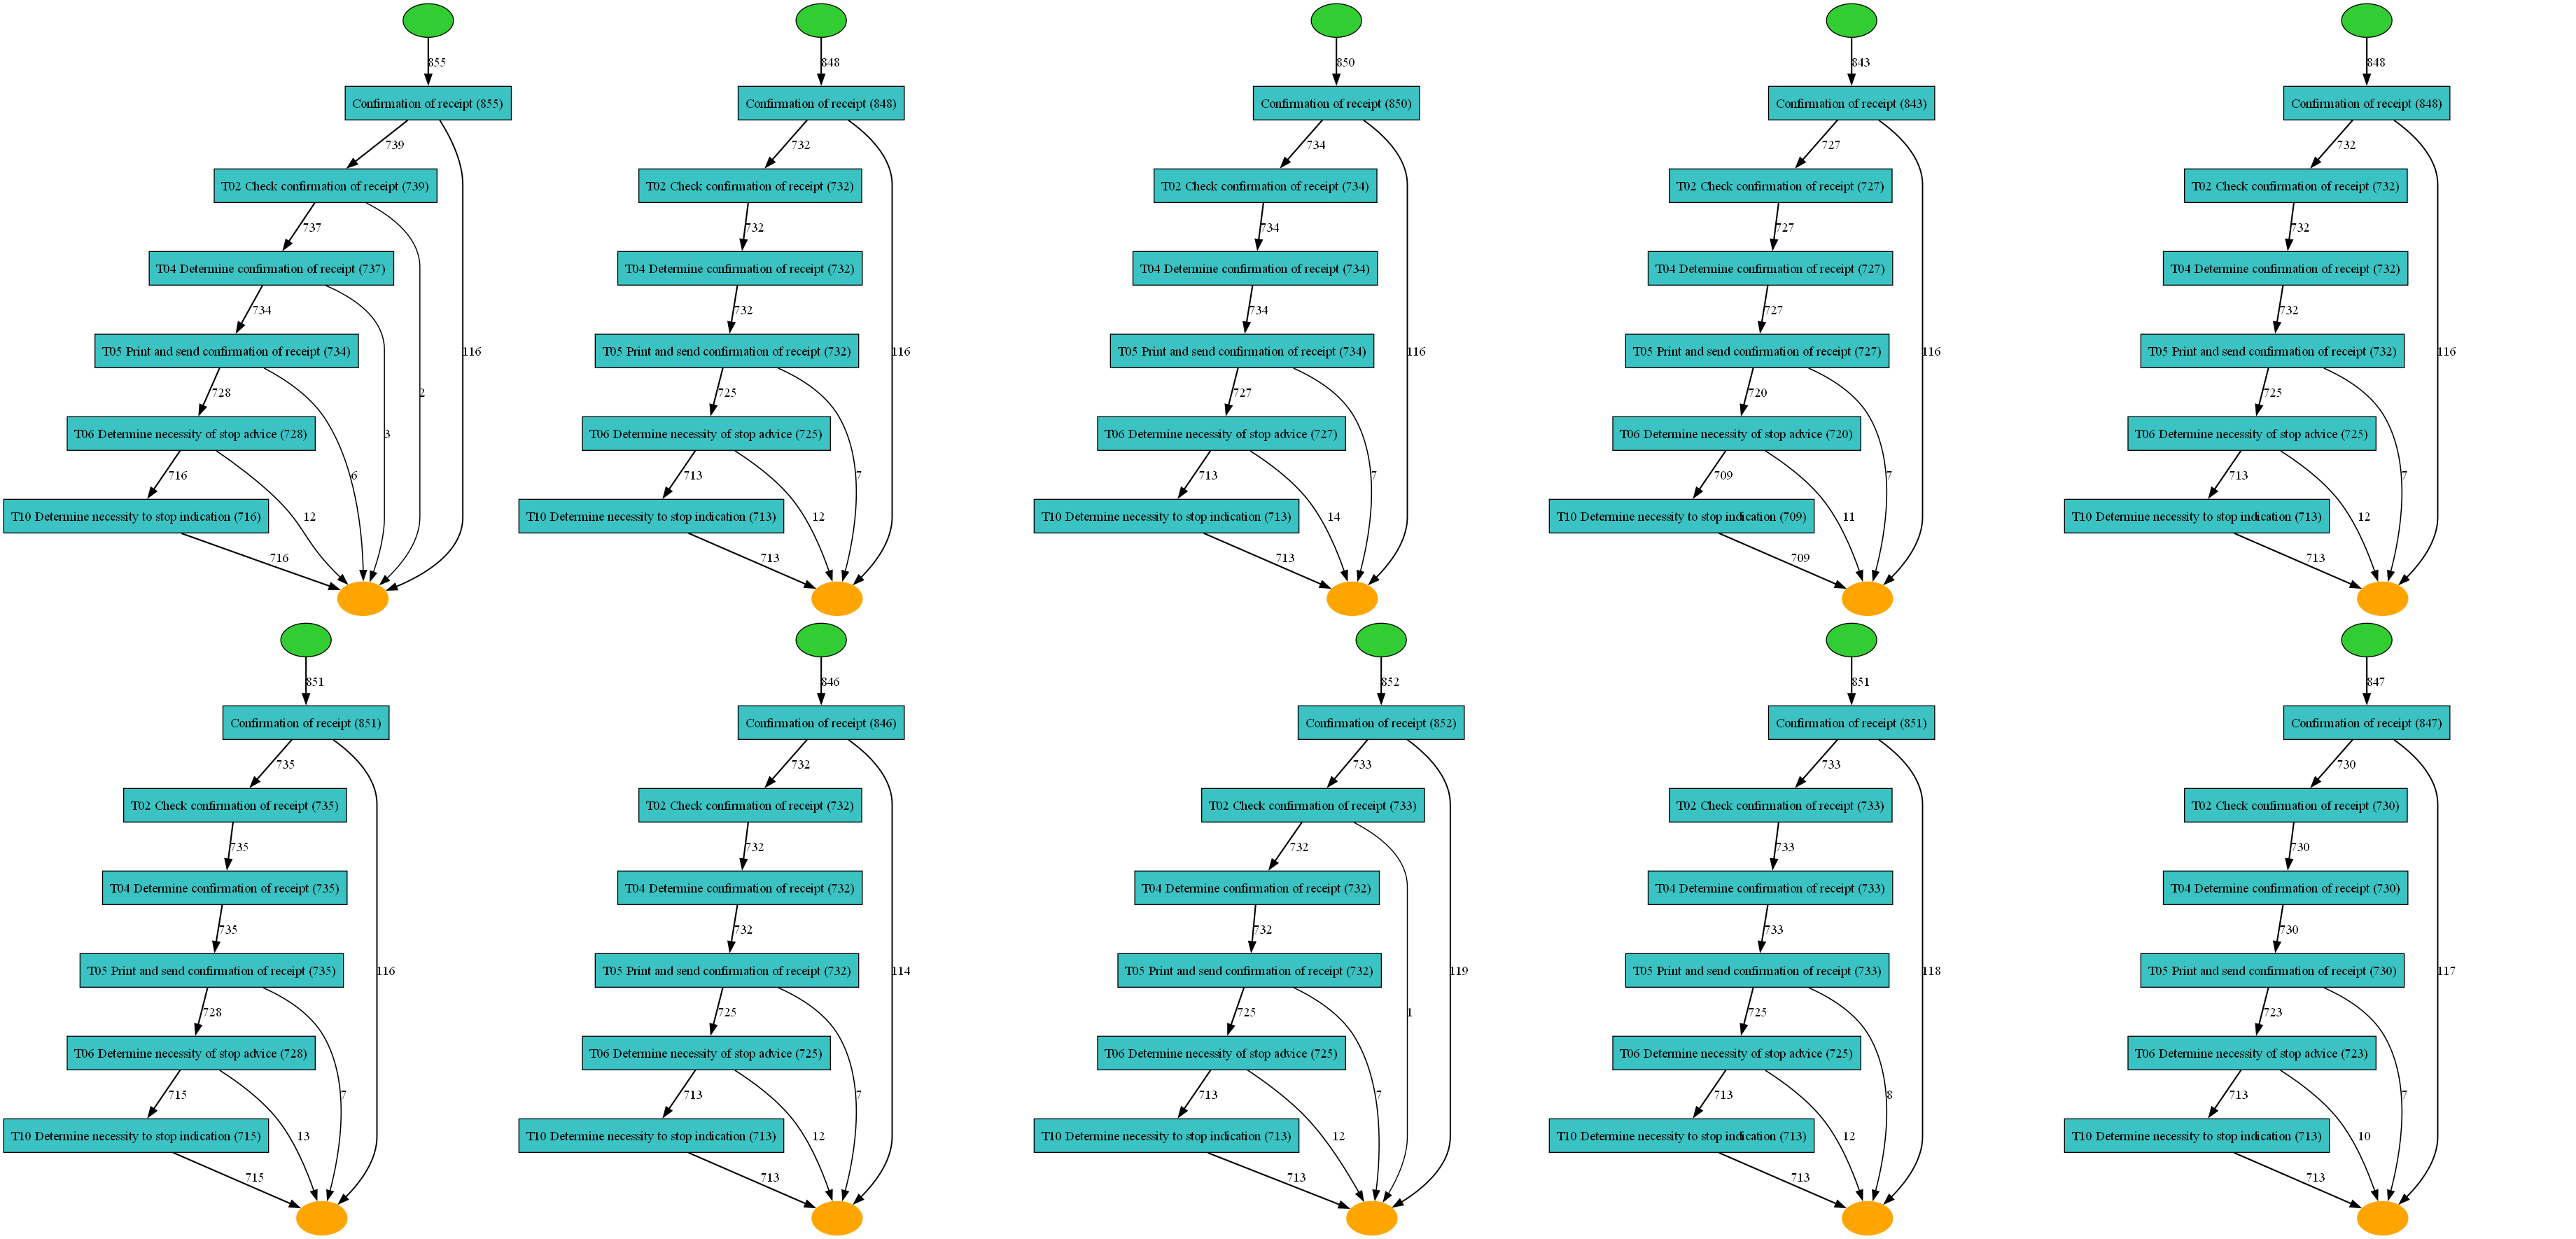 855
Confirmation of receipt (855)
739
T02 Check confirmation of receipt (739)
737
T04 Determine confirmation of receipt (737)
734
T05 Print and send confirmation of receipt (734)
116
2
728
T06 Determine necessity of stop advice (728)
3
6
716
T10 Determine necessity to stop indication (716)
12
716
848
Confirmation of receipt (848)
732
T02 Check confirmation of receipt (732)
732
T04 Determine confirmation of receipt (732)
732
T05 Print and send confirmation of receipt (732)
116
725
T06 Determine necessity of stop advice (725)
713
7
T10 Determine necessity to stop indication (713)
12
713
850
Confirmation of receipt (850)
734
T02 Check confirmation of receipt (734)
734
T04 Determine confirmation of receipt (734)
734
T05 Print and send confirmation of receipt (734)
116
727
T06 Determine necessity of stop advice (727)
713
7
T10 Determine necessity to stop indication (713)
14
713
843
Confirmation of receipt (843)
727
T02 Check confirmation of receipt (727)
727
T04 Determine confirmation of receipt (727)
727
T05 Print and send confirmation of receipt (727)
116
720
T06 Determine necessity of stop advice (720)
709
7
T10 Determine necessity to stop indication (709)
11
709
848
Confirmation of receipt (848)
732
T02 Check confirmation of receipt (732)
732
T04 Determine confirmation of receipt (732)
732
T05 Print and send confirmation of receipt (732)
116
725
T06 Determine necessity of stop advice (725)
713
7
T10 Determine necessity to stop indication (713)
12
713
851
Confirmation of receipt (851)
735
T02 Check confirmation of receipt (735)
735
T04 Determine confirmation of receipt (735)
735
T05 Print and send confirmation of receipt (735)
116
728
T06 Determine necessity of stop advice (728)
715
7
T10 Determine necessity to stop indication (715)
13
715
846
Confirmation of receipt (846)
732
T02 Check confirmation of receipt (732)
732
T04 Determine confirmation of receipt (732)
732
T05 Print and send confirmation of receipt (732)
114
725
T06 Determine necessity of stop advice (725)
713
7
T10 Determine necessity to stop indication (713)
12
713
852
Confirmation of receipt (852)
733
T02 Check confirmation of receipt (733)
732
T04 Determine confirmation of receipt (732)
732
T05 Print and send confirmation of receipt (732)
119
725
1
T06 Determine necessity of stop advice (725)
713
7
T10 Determine necessity to stop indication (713)
12
713
851
Confirmation of receipt (851)
733
T02 Check confirmation of receipt (733)
733
T04 Determine confirmation of receipt (733)
733
T05 Print and send confirmation of receipt (733)
118
725
T06 Determine necessity of stop advice (725)
713
8
T10 Determine necessity to stop indication (713)
12
713
847
Confirmation of receipt (847)
730
T02 Check confirmation of receipt (730)
730
T04 Determine confirmation of receipt (730)
730
T05 Print and send confirmation of receipt (730)
117
723
T06 Determine necessity of stop advice (723)
713
7
T10 Determine necessity to stop indication (713)
10
713